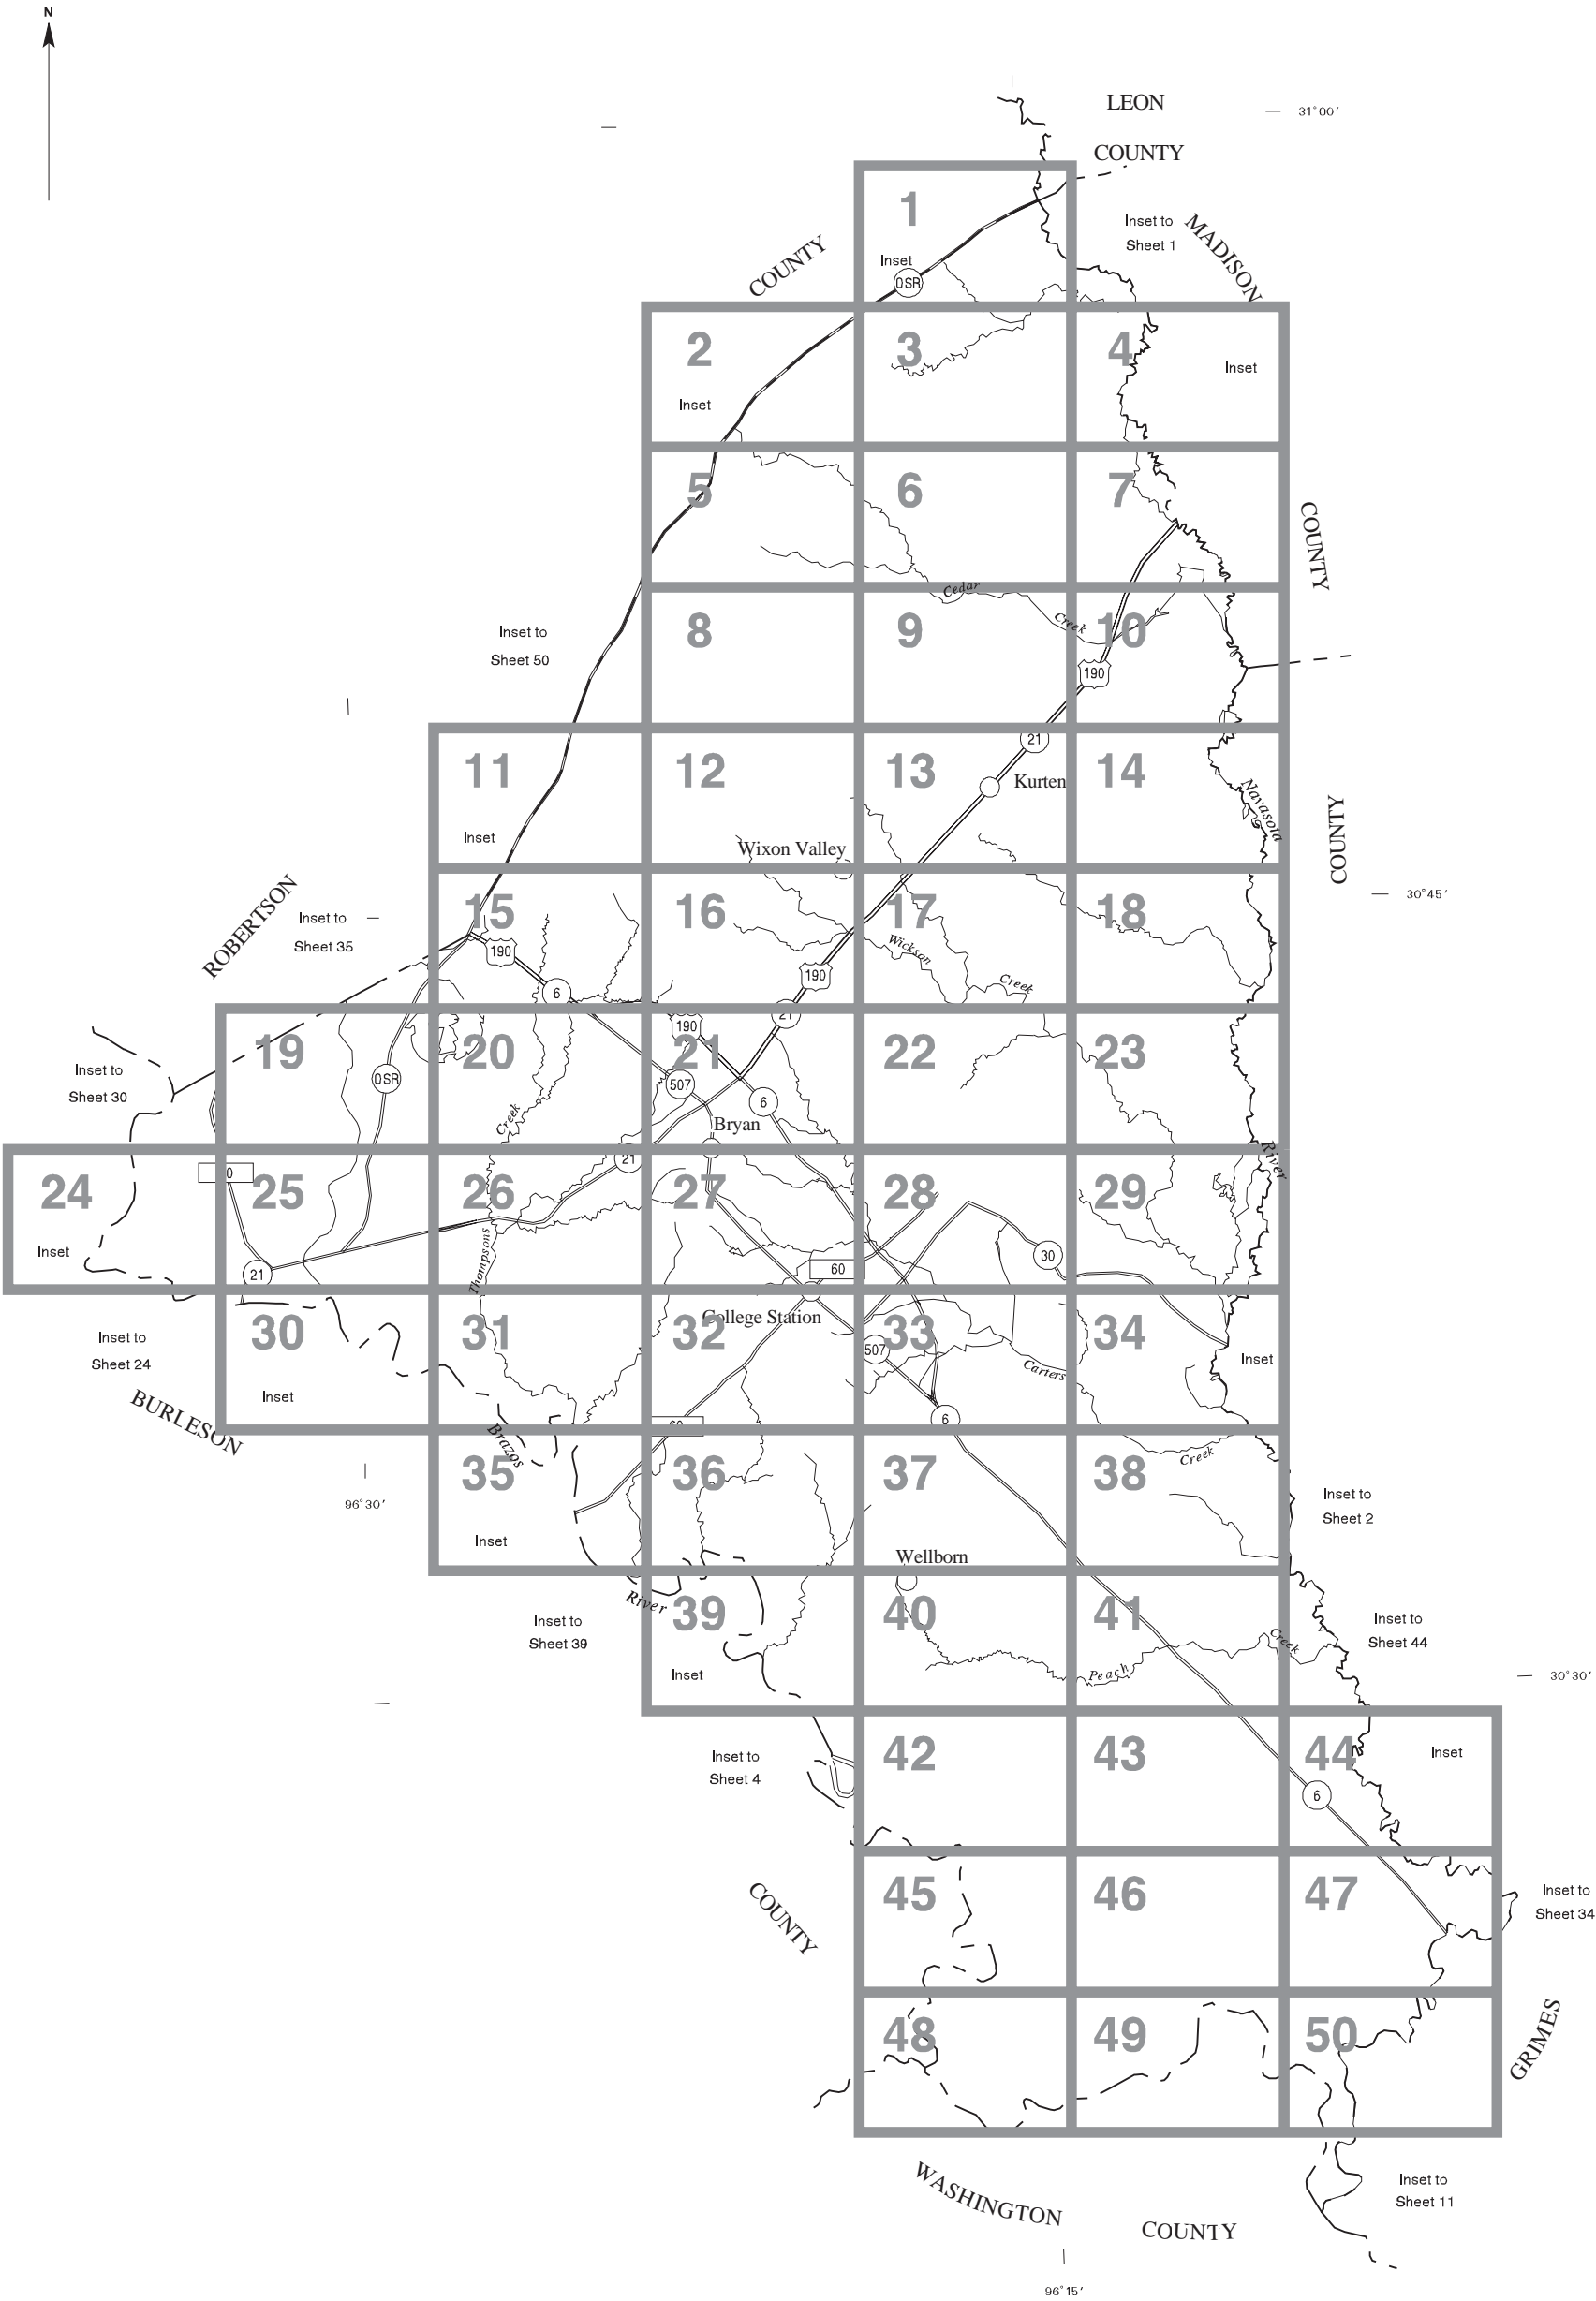 N
LEON
COUNTY
31°00'
1
Inset
OSR
Inset to
Sheet 1
MADISON
COUNTY
2
Inset
3
4
Inset
5
6
7
COUNTY
Cedar
Creek
Inset to
Sheet 50
8
9
10
190
11
Inset
12
13
21
Kurten
14
Navasota
COUNTY
Wixon Valley
30°45'
ROBERTSON
Inset to
Sheet 35
15
190
6
16
190
17
Wickson
Creek
18
Inset to
Sheet 30
19
OSR
20
Creek
190
21
21
507
6
Bryan
22
23
River
24
Inset
25
21
26
21
Thompsons
27
60
28
30
29
Inset to
Sheet 24
BURLESON
30
Inset
31
College Station
32
507
33
6
Carters
34
Inset
96°30'
Brazos
35
Inset
36
37
Wellborn
38
Creek
Inset to
Sheet 2
River
Inset to
Sheet 39
39
Inset
40
Peach
41
Creek
Inset to
Sheet 44
30°30'
Inset to
Sheet 4
42
43
44
Inset
6
COUNTY
45
46
47
Inset to
Sheet 34
48
49
50
GRIMES
WASHINGTON
COUNTY
Inset to
Sheet 11
96°15'